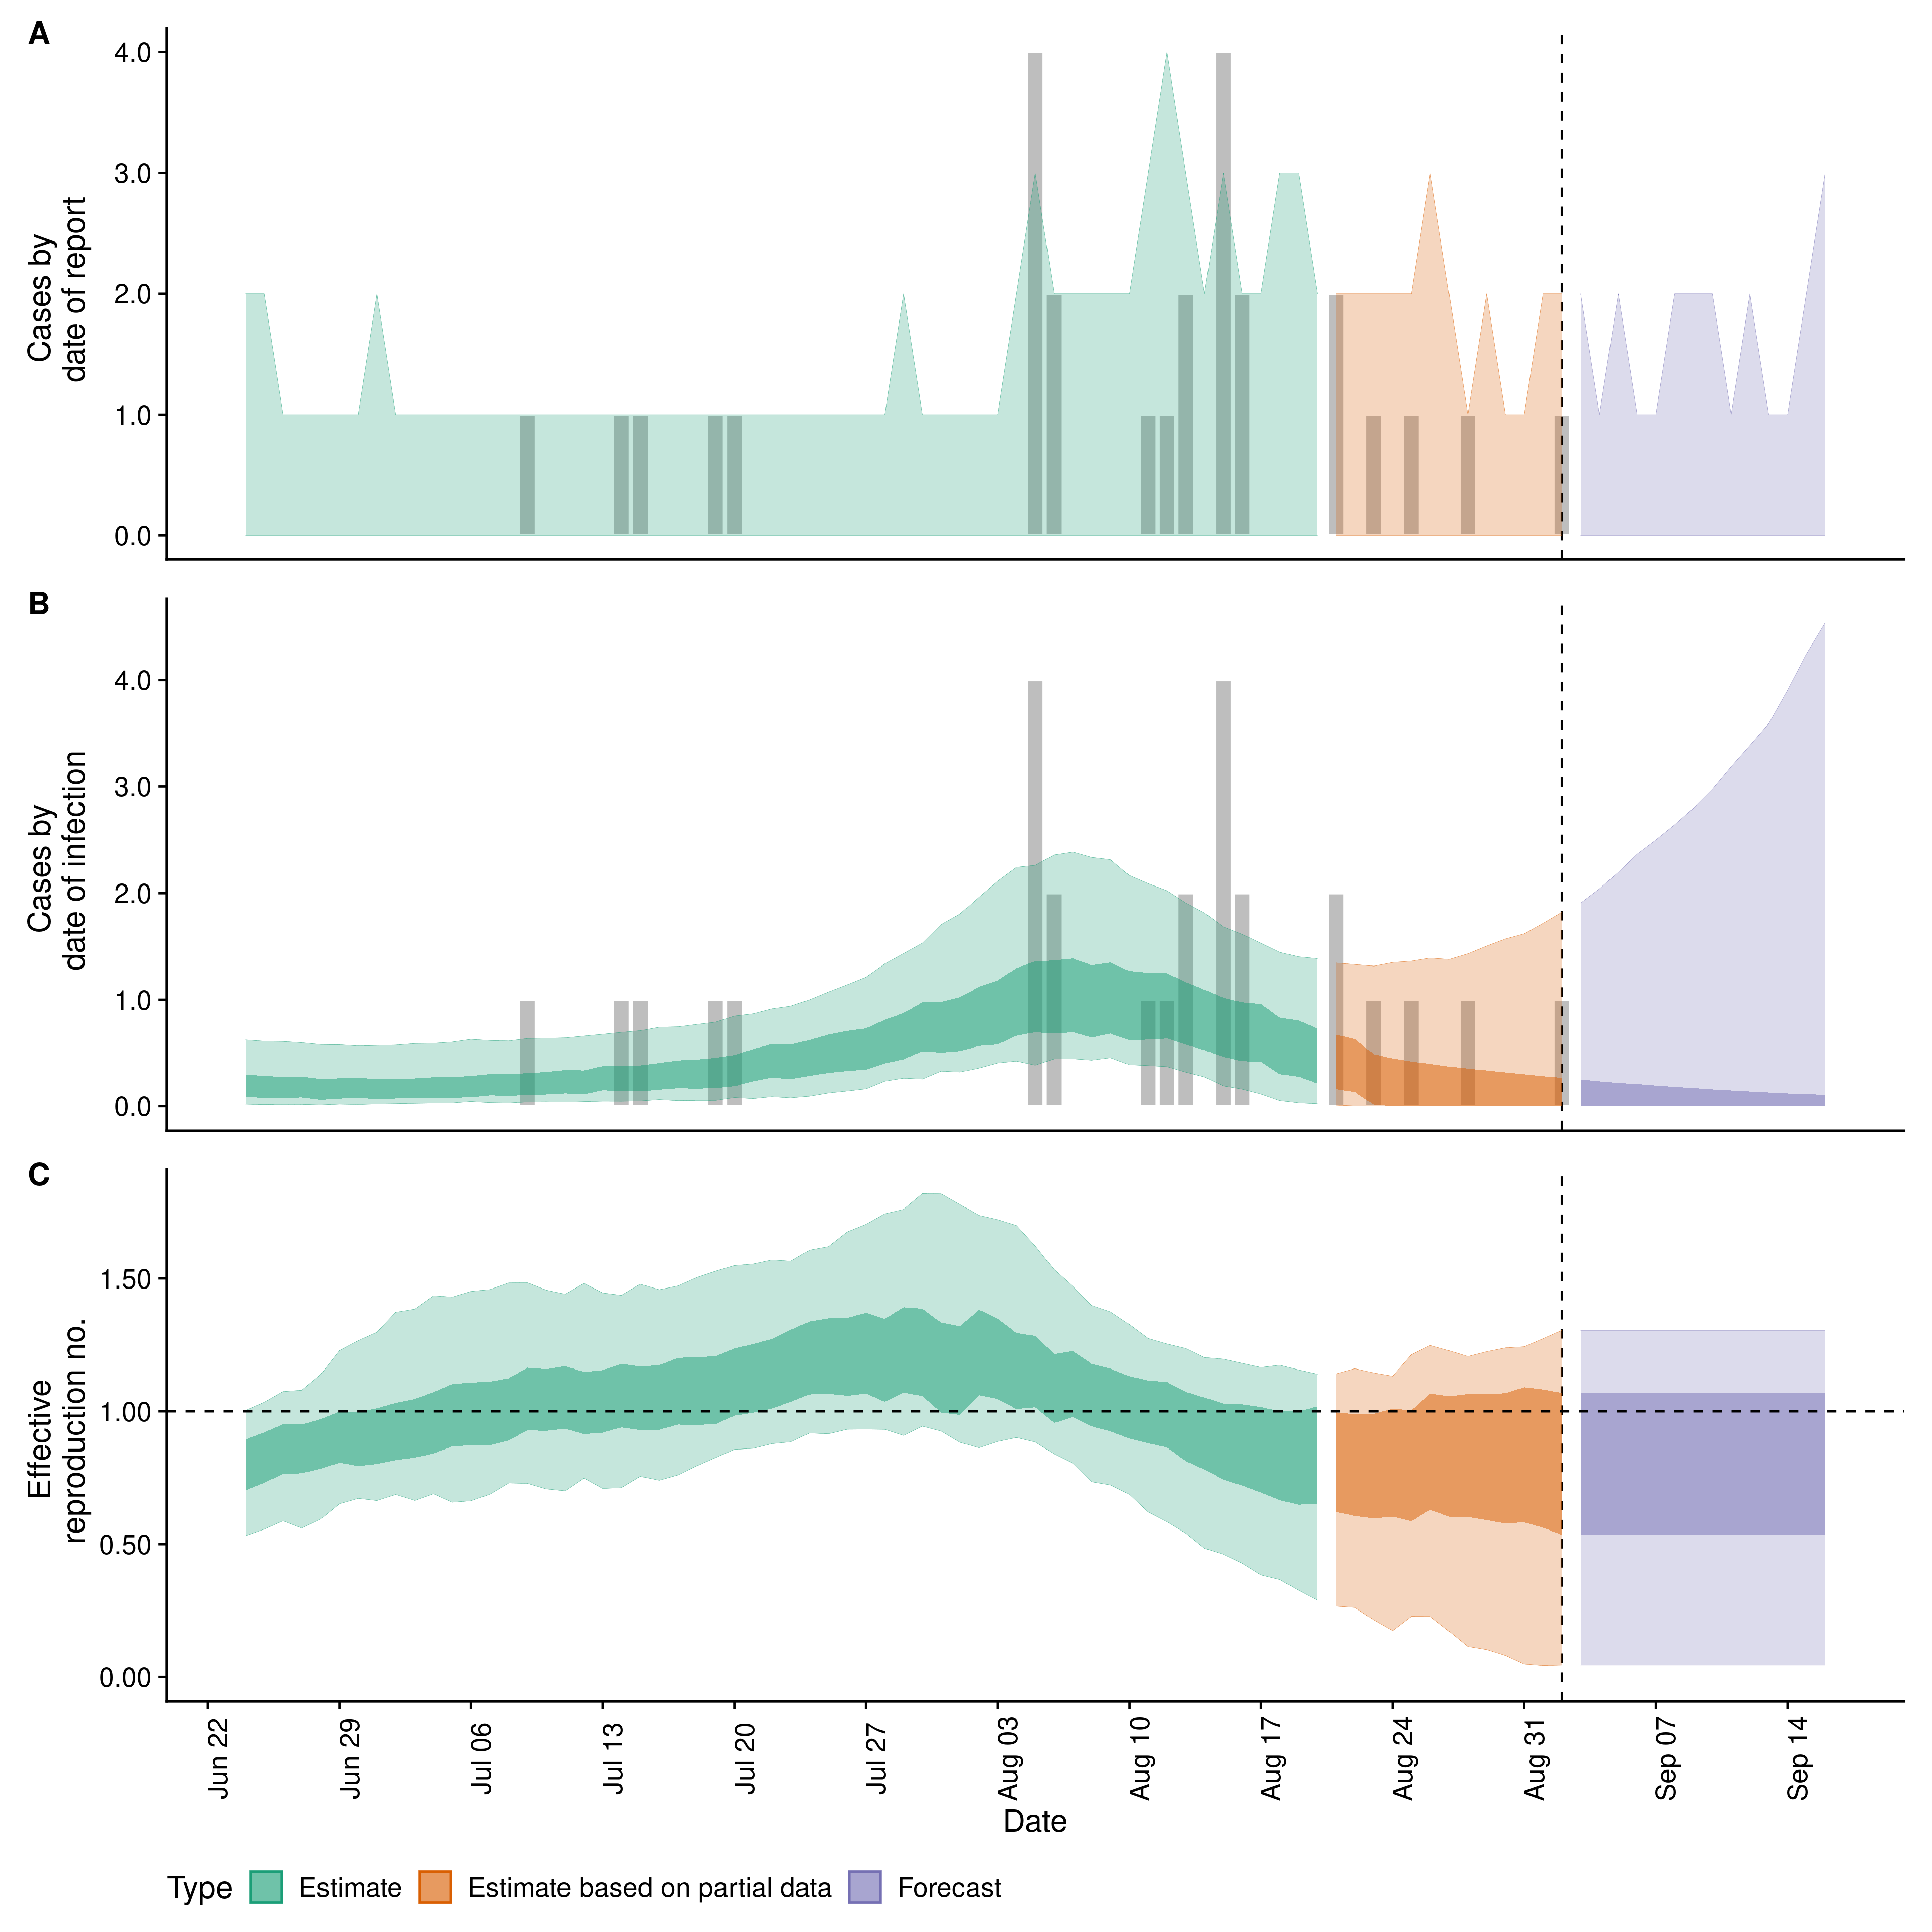 A
Cases by
date of report
4.0
3.0
2.0
1.0
0.0
B
Cases by
date of infection
4.0
3.0
2.0
1.0
0.0
C
Effective
reproduction no.
1.50
1.00
0.50
0.00
Jun 22
Jun 29
Jul 06
Jul 13
Jul 20
Jul 27
Aug 03
Aug 10
Aug 17
Aug 24
Aug 31
Sep 07
Sep 14
Date
Type Estimate Estimate based on partial data Forecast